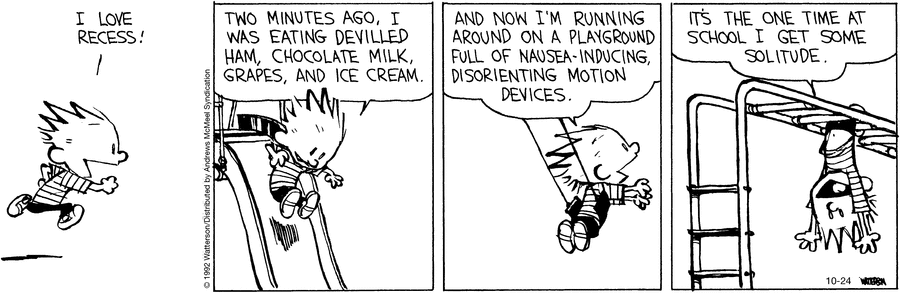 I LOVE
RECESS!
TWO MINUTES AGO, I
WAS EATING DEVILLED
HAM, CHOCOLATE MILK,
GRAPES, AND ICE CREAM.
© 1992 Watterson/Distributed by Andrews McMeel Syndication
AND NOW I'M RUNNING
AROUND ON A PLAYGROUND
FULL OF NAUSEA-INDUCING,
DISORIENTING MOTION
DEVICES.
IT'S THE ONE TIME AT
SCHOOL I GET SOME
SOLITUDE.
10-24 WATTERSON